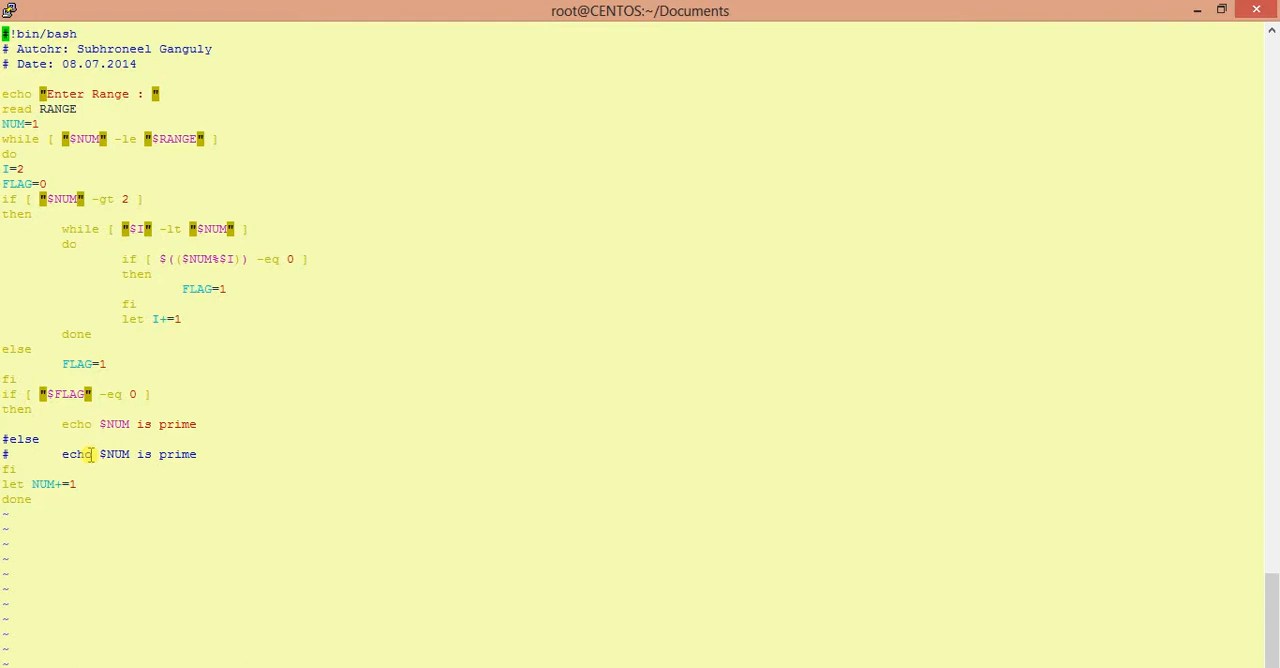 root@CENTOS:~/Documents
#!bin/bash
# Autohr: Subhroneel Ganguly
# Date: 08.07.2014
echo "Enter Range : "
read RANGE
NUM=1
while [ "$NUM" -le "$RANGE" ]
do
I=2
FLAG=0
if [ "$NUM" -gt 2 ]
then
        while [ "$I" -lt "$NUM" ]
        do
                if [ $(($NUM%$I)) -eq 0 ]
                then
                        FLAG=1
                fi
                let I+=1
        done
else
        FLAG=1
fi
if [ "$FLAG" -eq 0 ]
then
        echo $NUM is prime
#else
#       echo $NUM is prime
fi
let NUM+=1
done
~
~
~
~
~
~
~
~
~
~
~